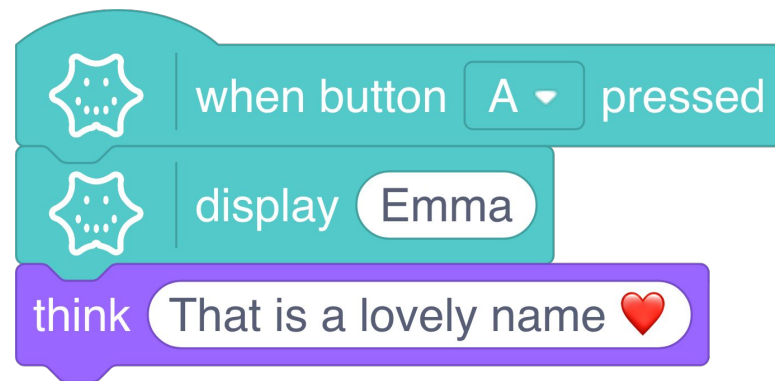 when button A pressed
display Emma
think That is a lovely name ❤️